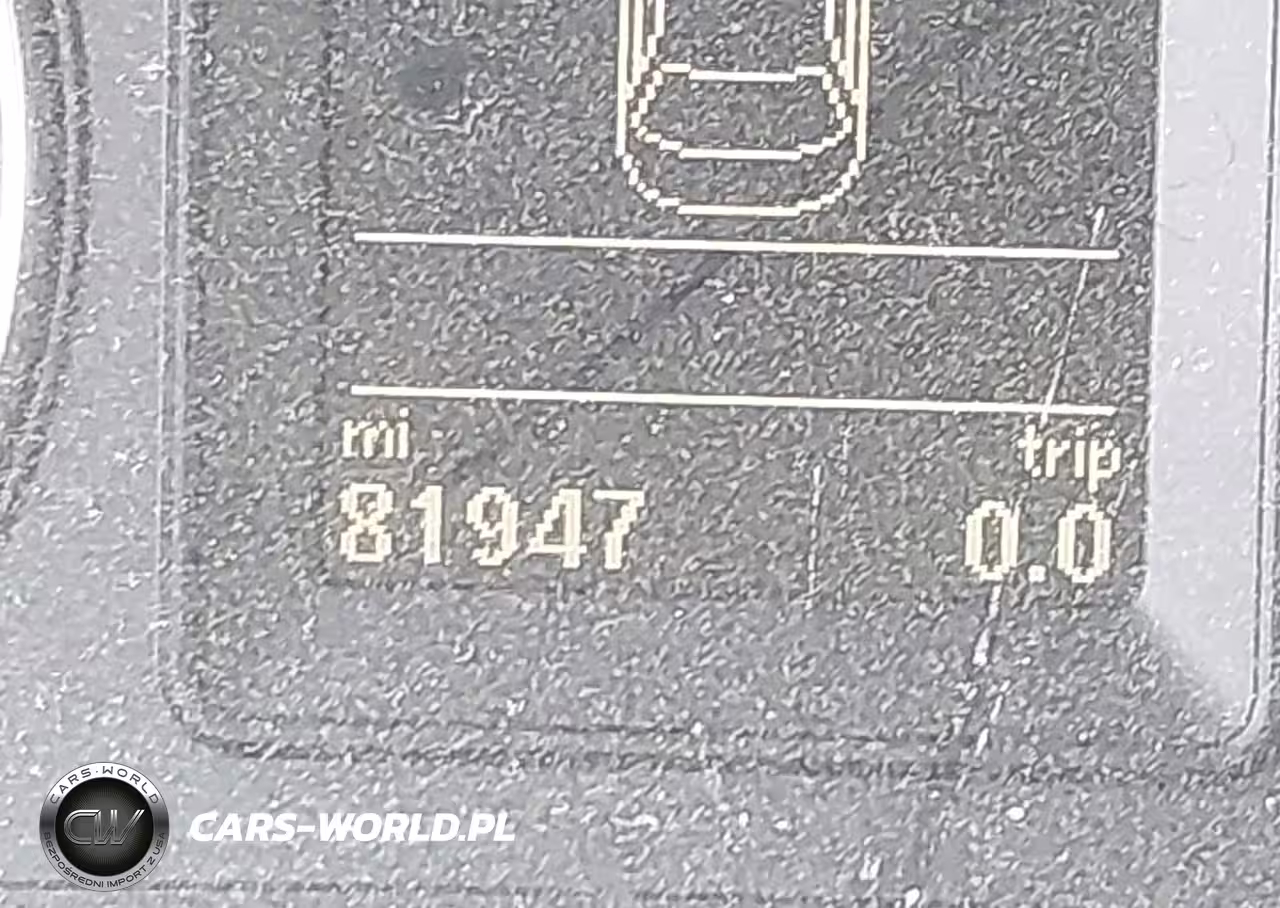 mi trip
81947 0.0
CARS-WORLD
CW
BEZPOŚREDNI IMPORT Z USA
CARS-WORLD.PL